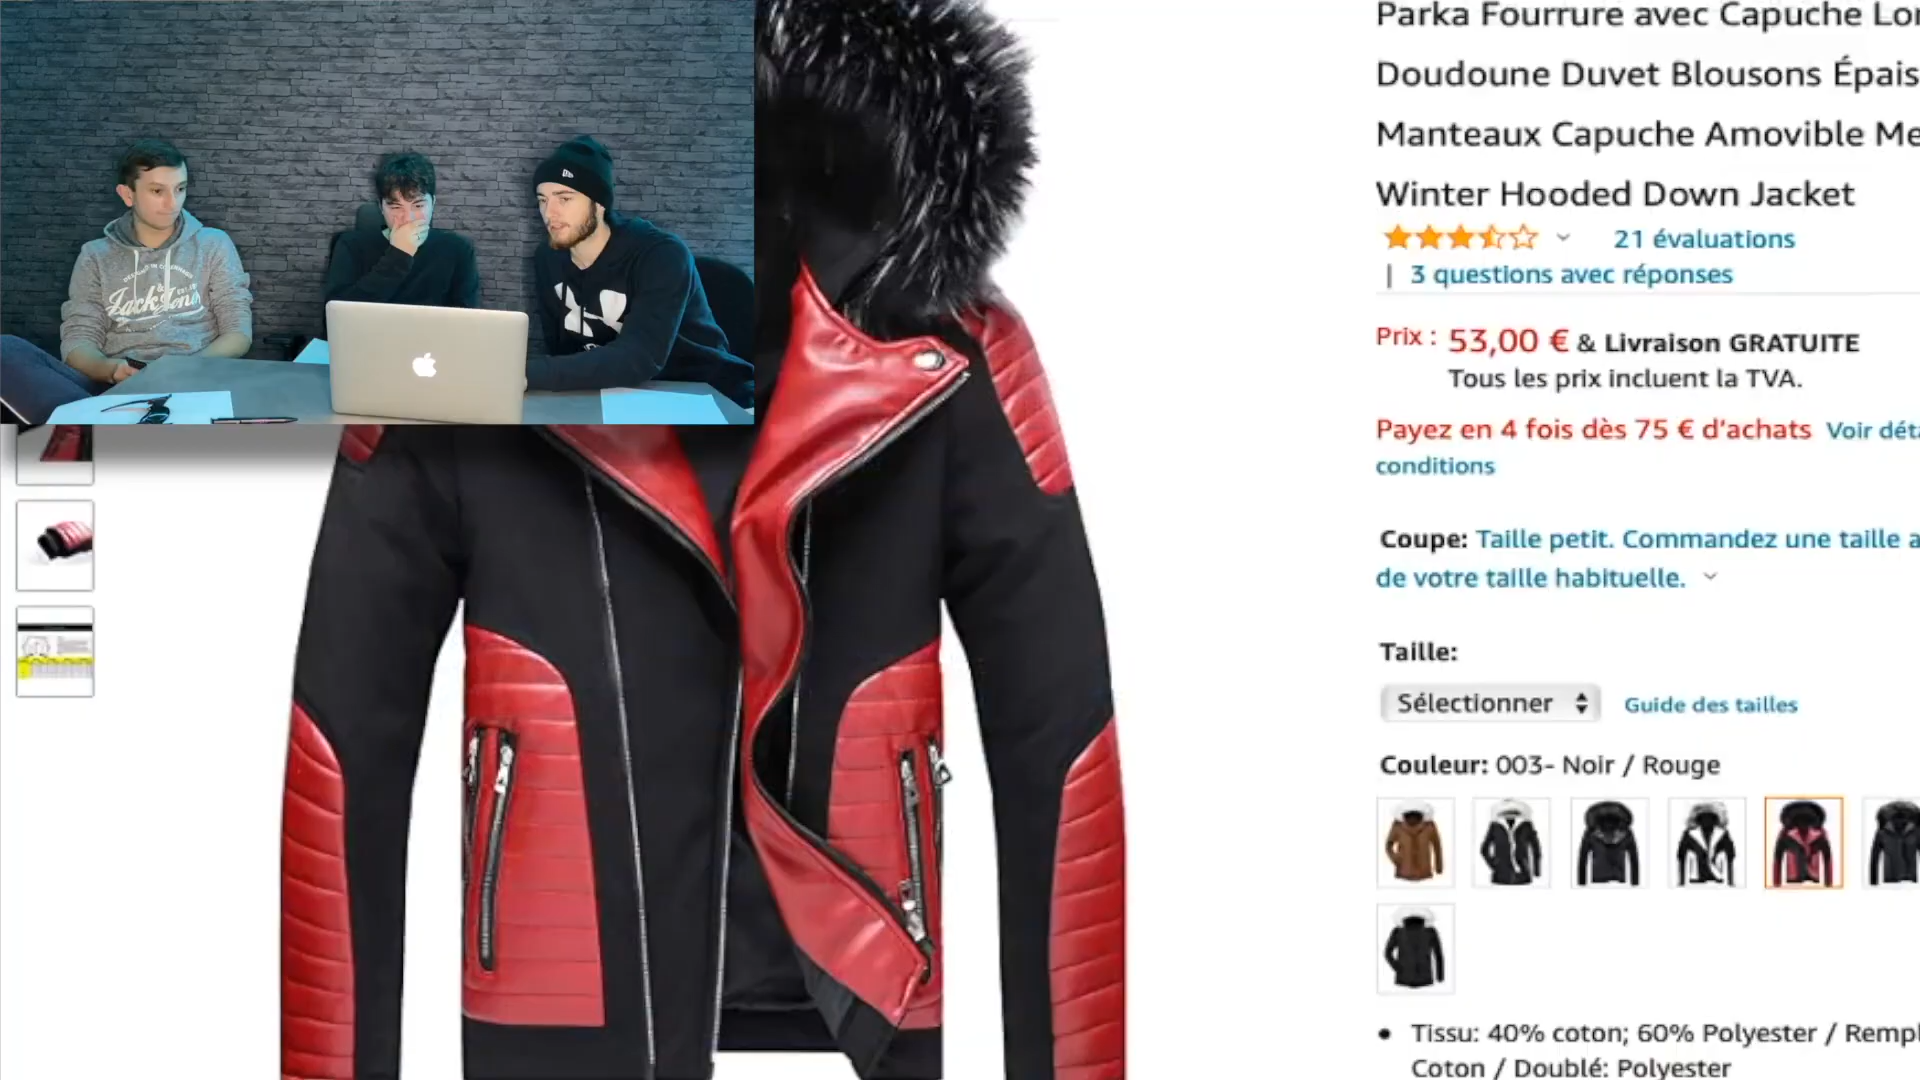 Parka Fourrure avec Capuche
Doudoune Duvet Blousons Épais
Manteaux Capuche Amovible
Winter Hooded Down Jacket
21 évaluations
| 3 questions avec réponses
Prix : 53,00 € & Livraison GRATUITE
Tous les prix incluent la TVA.
Payez en 4 fois dès 75 € d'achats Voir
conditions
Coupe: Taille petit. Commandez une taille
de votre taille habituelle.
Taille:
Sélectionner Guide des tailles
Couleur: 003- Noir / Rouge
• Tissu: 40% coton; 60% Polyester /
Coton / Doublé: Polyester